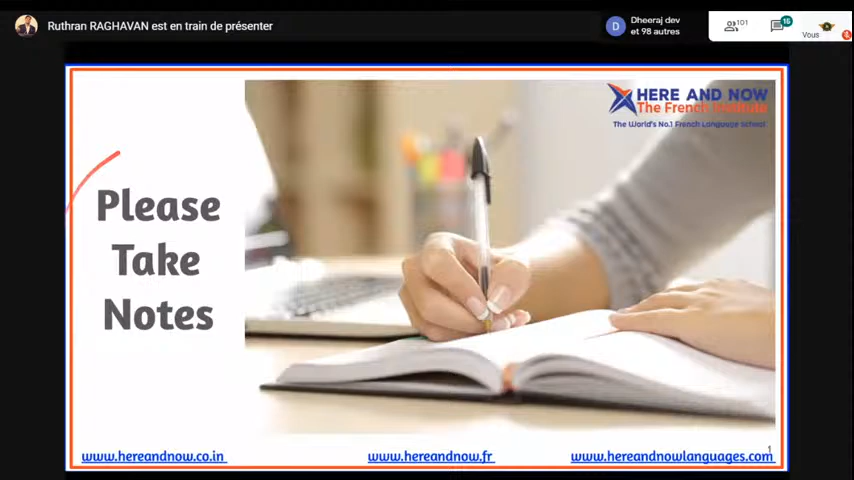 Ruthran RAGHAVAN est en train de présenter
D
Dheeraj dev
et 98 autres
101
15
Vous
HERE AND NOW
The French Institute
The World's No.1 French Language School
Please
Take
Notes
1
www.hereandnow.co.in
www.hereandnow.fr
www.hereandnowlanguages.com